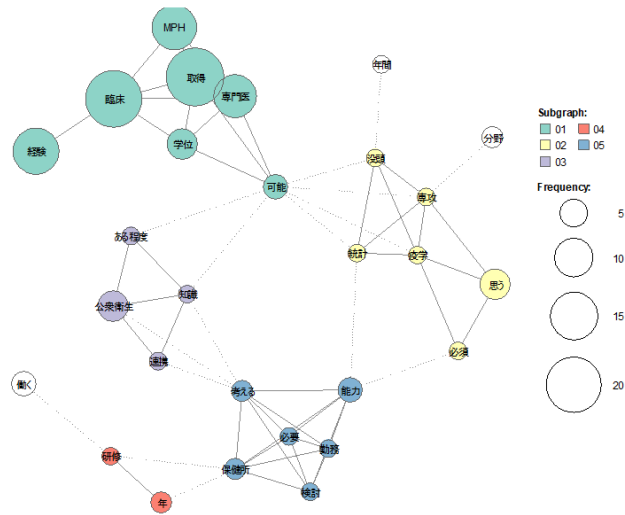 MPH
取得
臨床
専門医
経験
学位
可能
年間
分野
没頭
専攻
統計
疫学
思う
必須
ある程度
知識
公衆衛生
連携
働く
考える
能力
必要
勤務
研修
保健所
検討
年
Subgraph:
01 04
02 05
03
Frequency:
5
10
15
20